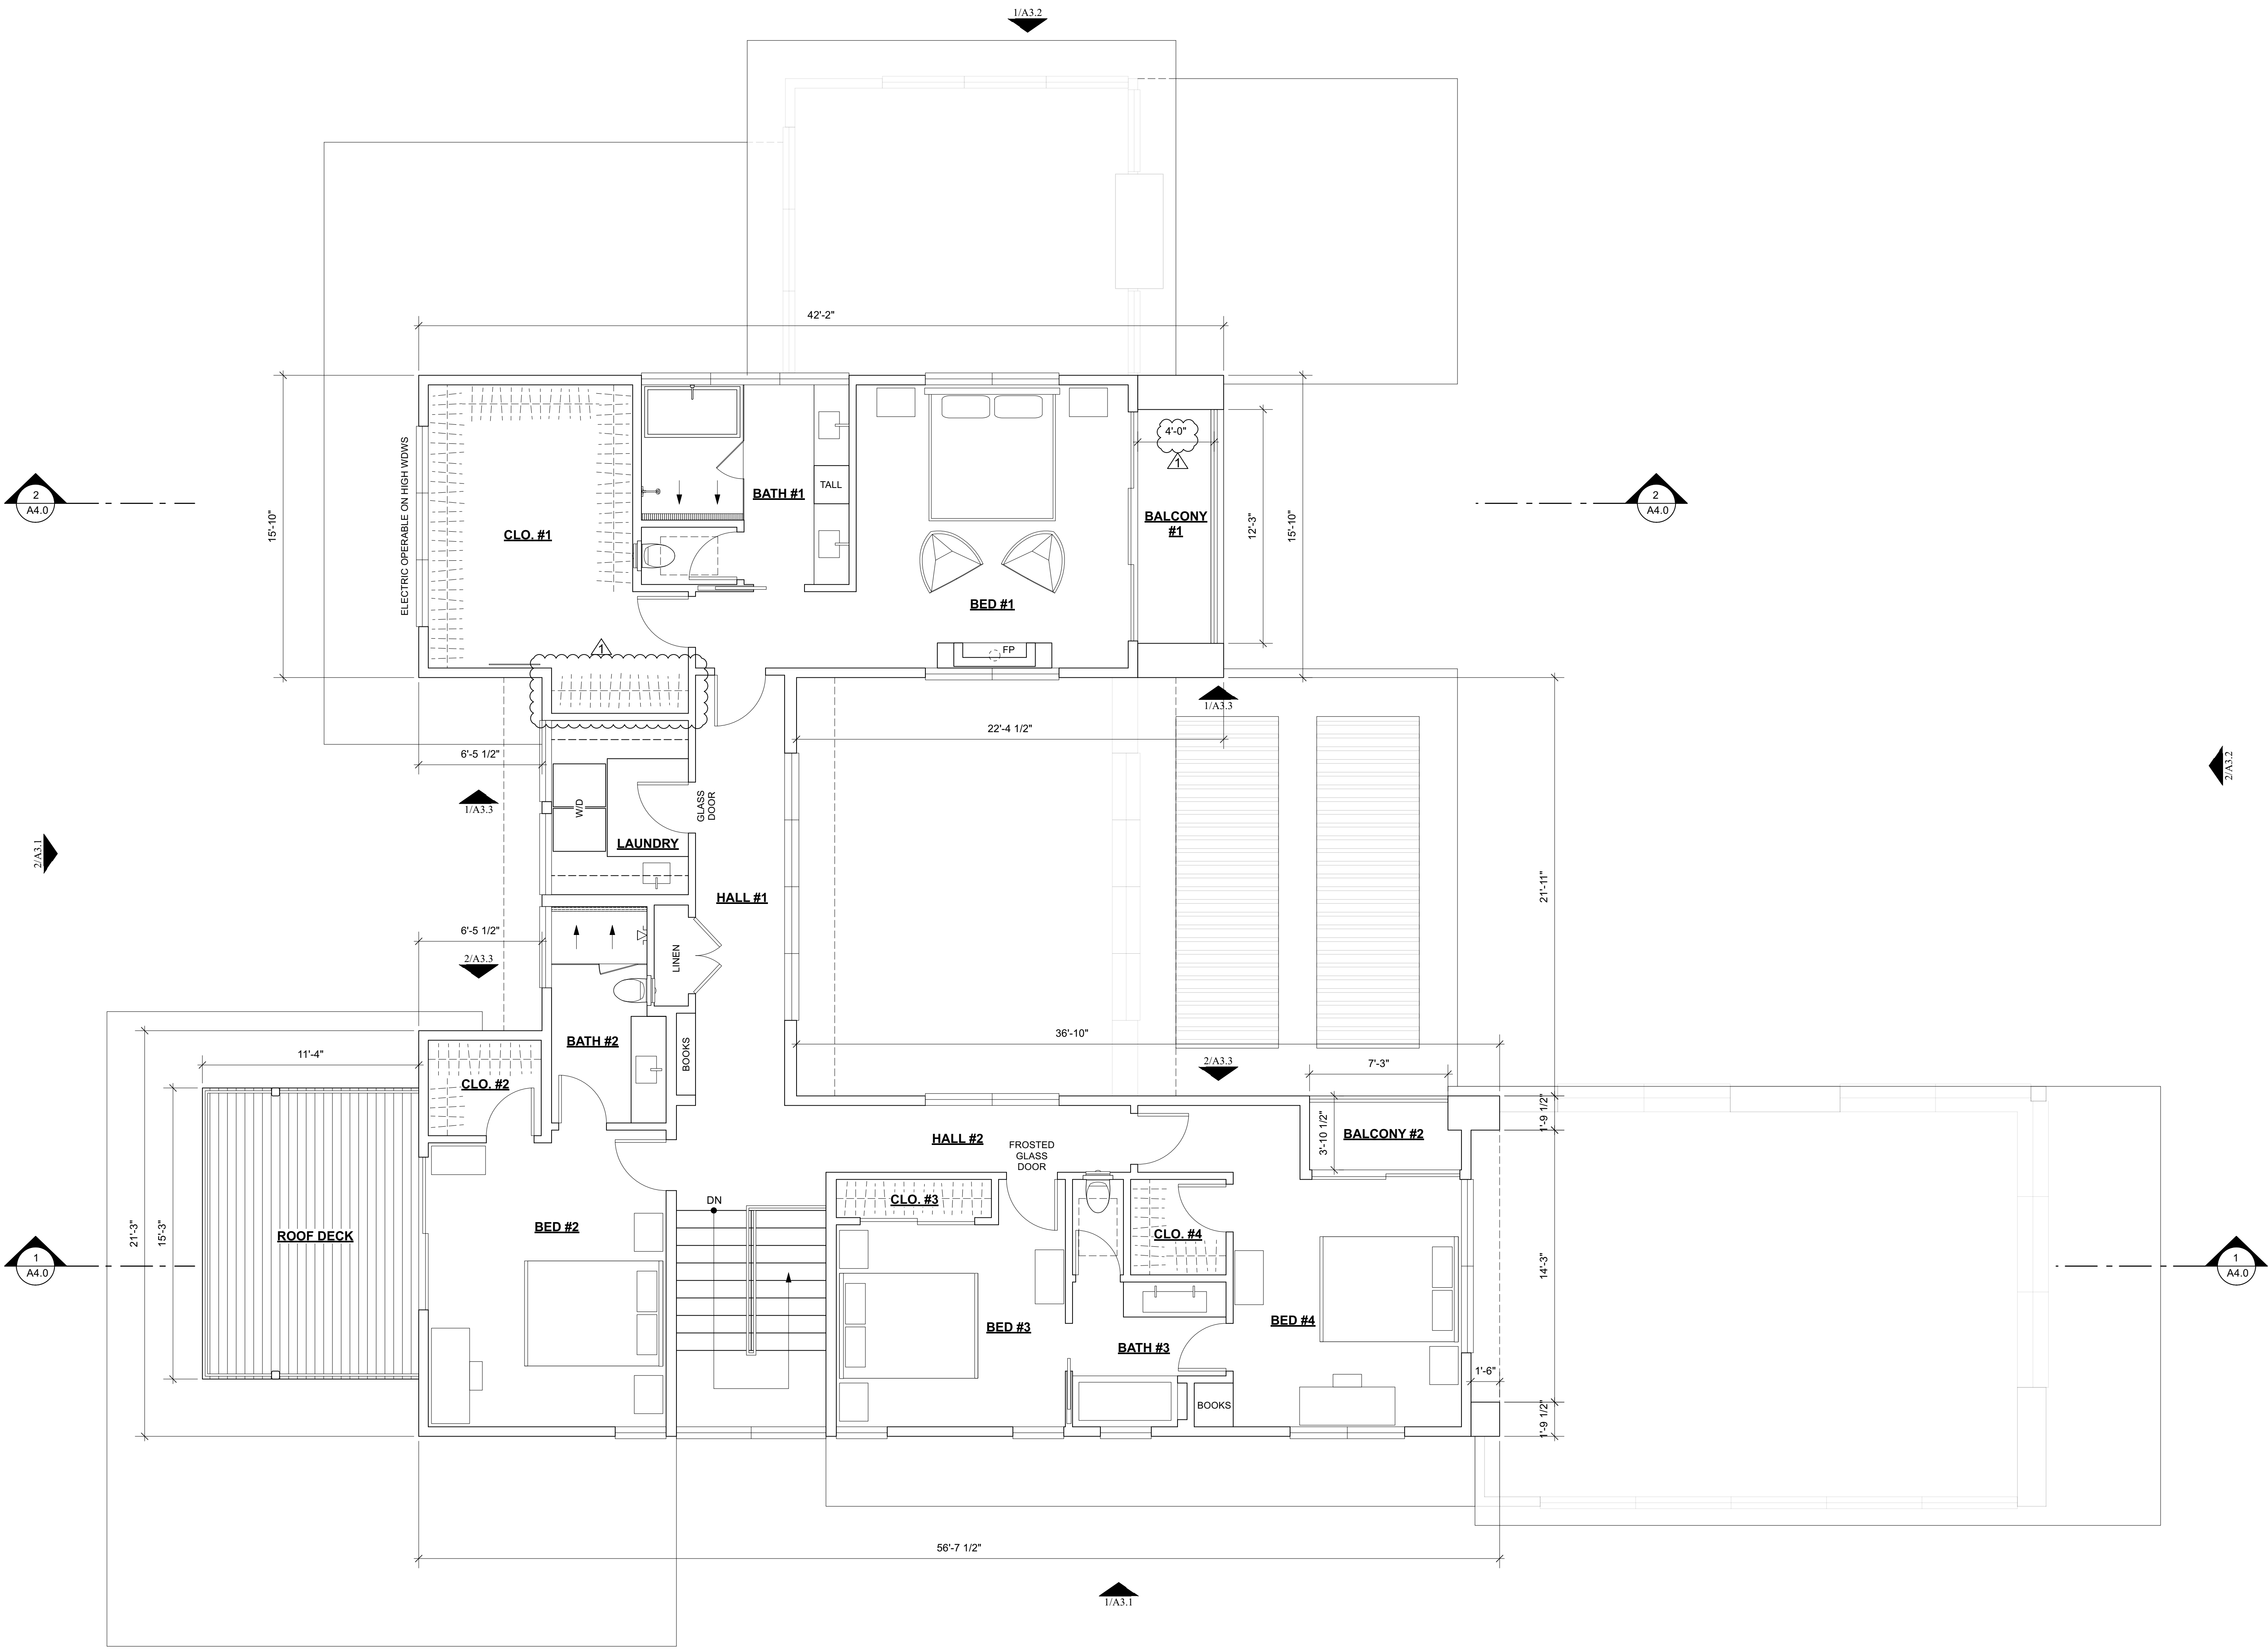 1/A3.2
42'-2"
15'-10"
ELECTRIC OPERABLE ON HIGH WDWS
2
A4.0
CLO. #1
BATH #1
TALL
BED #1
FP
4'-0"
1
BALCONY
#1
12'-3"
15'-10"
2
A4.0
1
1/A3.3
22'-4 1/2"
6'-5 1/2"
1/A3.3
W/D
GLASS
DOOR
LAUNDRY
2/A3.1
2/A3.2
HALL #1
21'-11"
6'-5 1/2"
2/A3.3
LINEN
BATH #2
BOOKS
36'-10"
2/A3.3
7'-3"
11'-4"
CLO. #2
HALL #2
FROSTED
GLASS
DOOR
3'-10 1/2"
BALCONY #2
1'-9 1/2"
21'-3"
15'-3"
ROOF DECK
BED #2
DN
CLO. #3
CLO. #4
14'-3"
1
A4.0
1
A4.0
BED #3
BATH #3
BED #4
1'-6"
BOOKS
1'-9 1/2"
56'-7 1/2"
1/A3.1